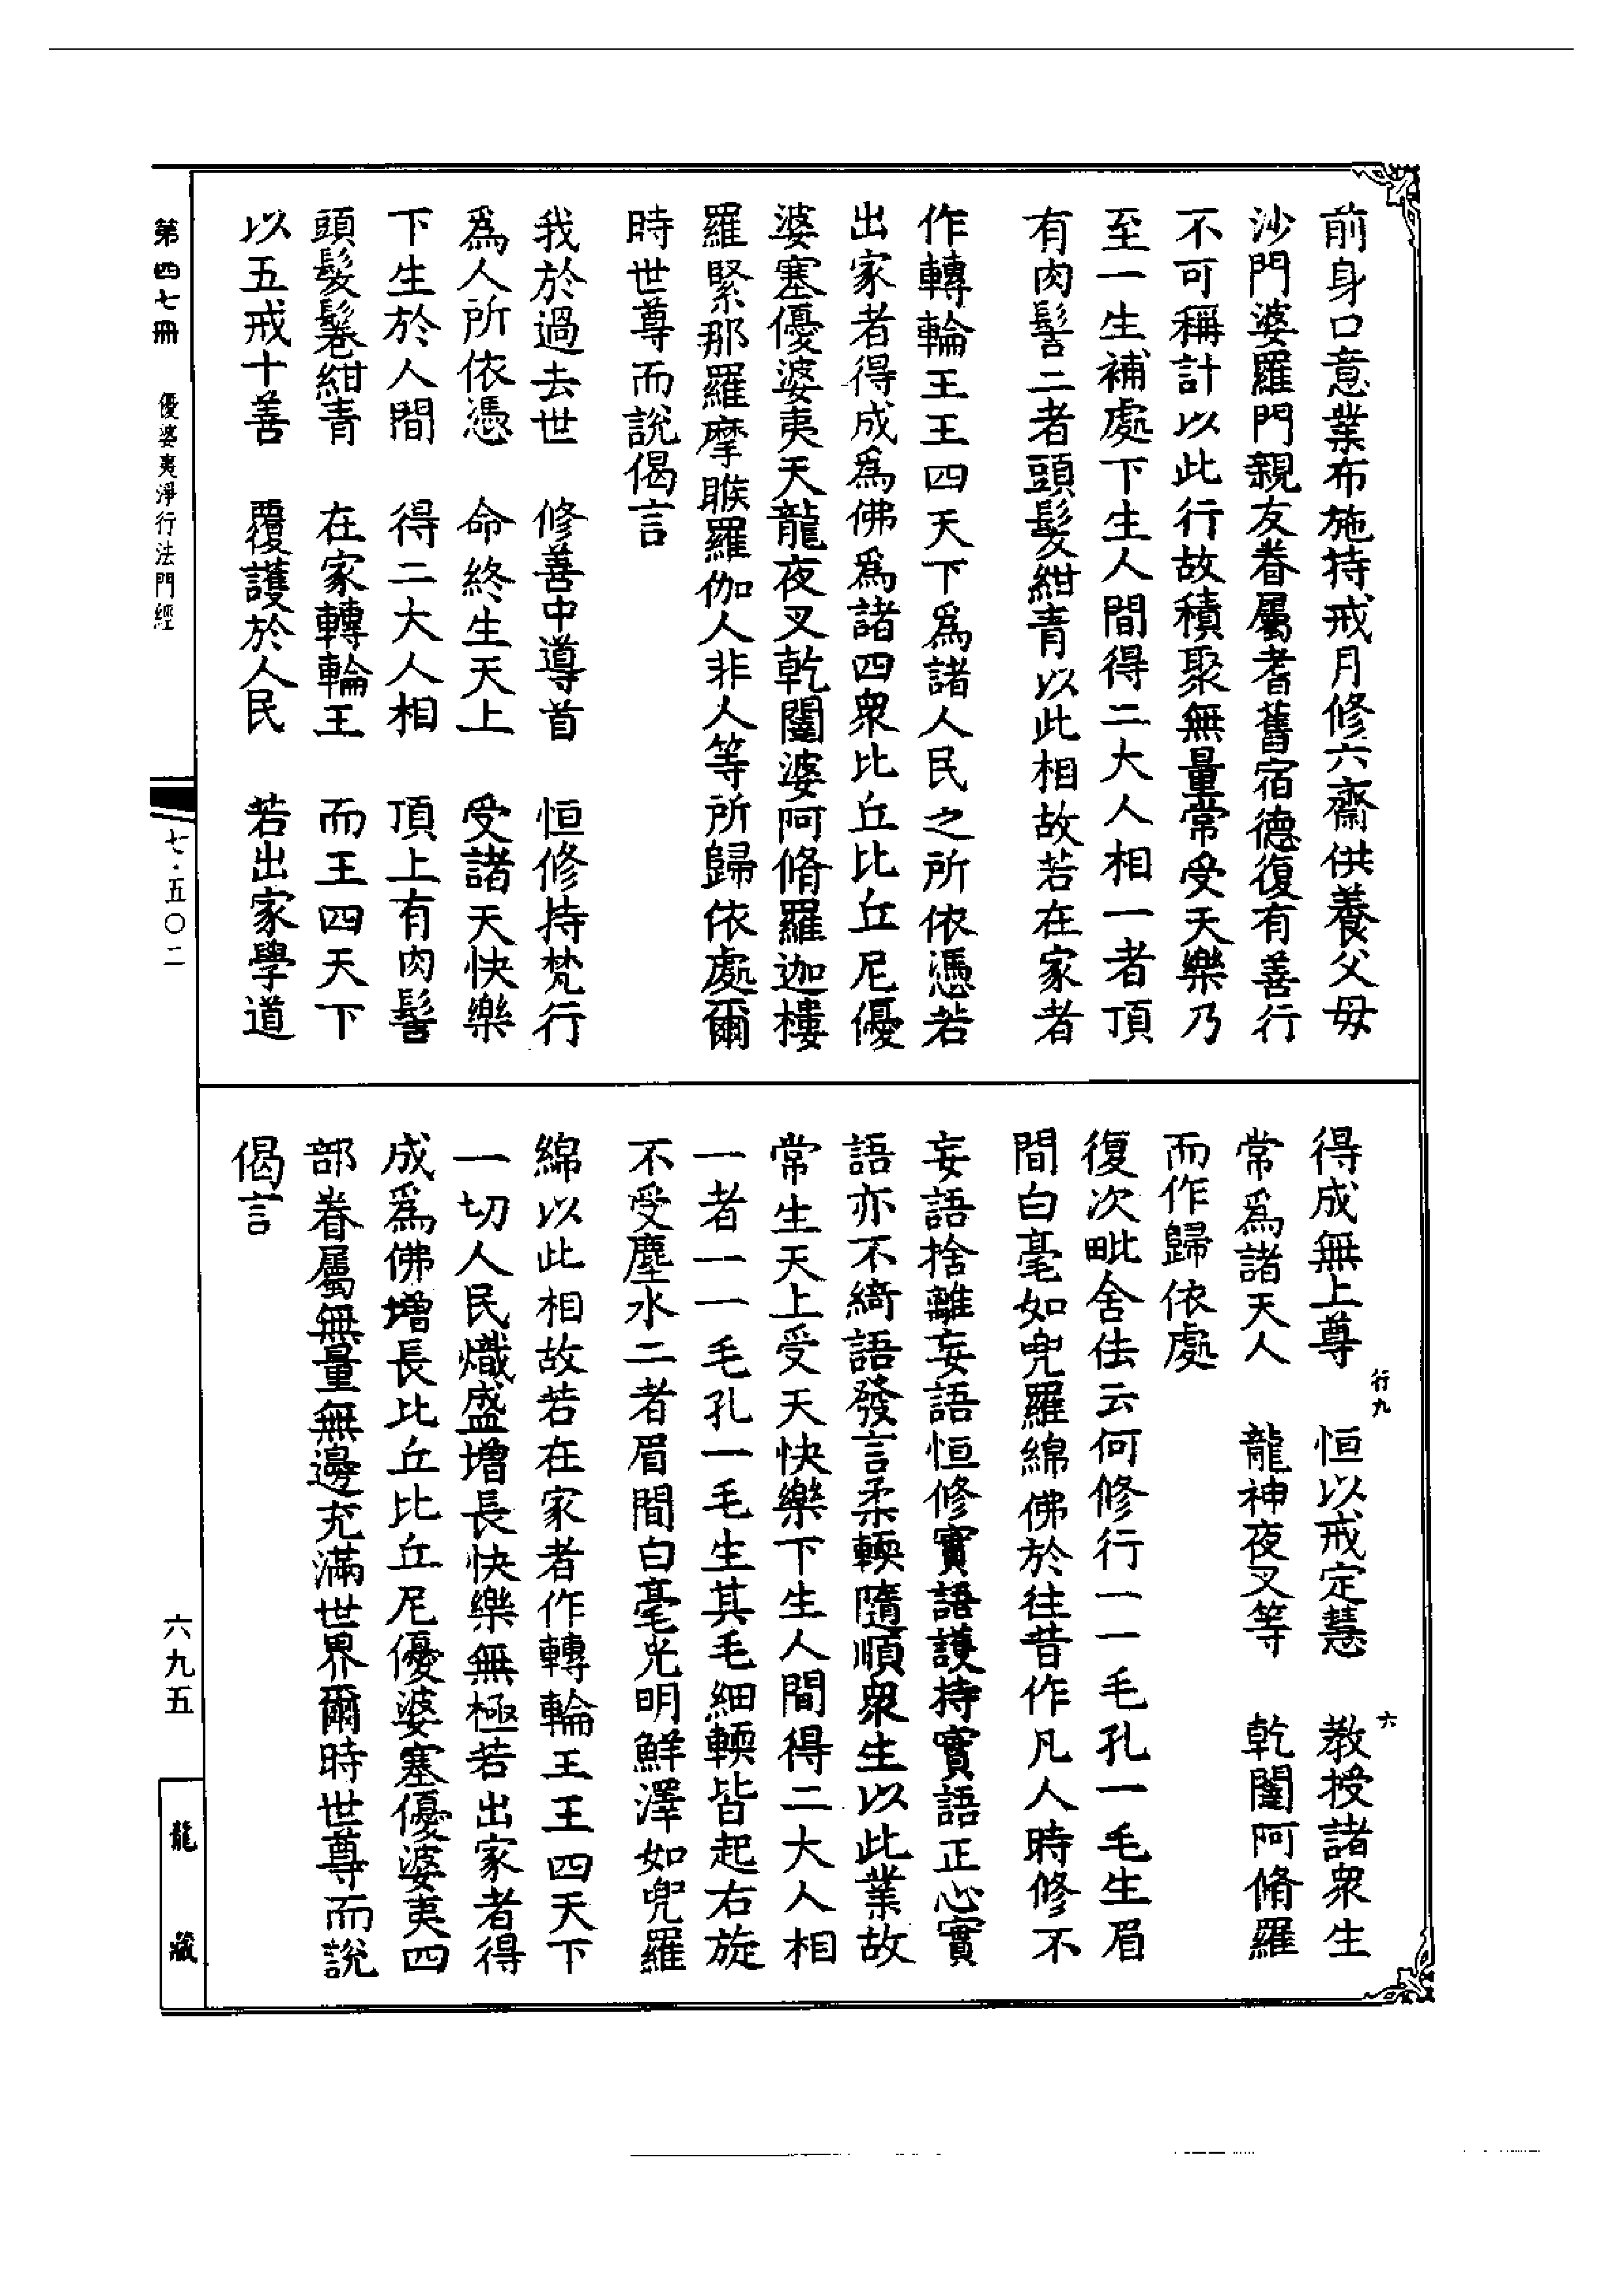 前身口意業布施持戒月修六齋供養父母
沙門婆羅門親友眷屬耆舊宿德復有善行
不可稱計以此行故積聚無量常受天樂乃
至一生補處下生人間得二大人相一者頂
有肉髻二者頭髮紺青以此相故若在家者
作轉輪王王四天下爲諸人民之所依憑若
出家者得成爲佛爲諸四衆比丘比丘尼優
婆塞優婆夷天龍夜叉乾闥婆阿脩羅迦樓
羅緊那羅摩睺羅伽人非人等所歸依處爾
時世尊而說偈言
我於過去世　修善中導首　恒修持梵行
爲人所依憑　命終生天上　受諸天快樂
下生於人間　得二大人相　頂上有肉髻
頭髮鬈紺青　在家轉輪王　而王四天下
以五戒十善　覆護於人民　若出家學道
得成無上尊　恒以戒定慧　教授諸衆生
常爲諸天人　龍神夜叉等　乾闥阿脩羅
而作歸依處
復次毗舍佉云何修行一一毛孔一毛生眉
間白毫如兜羅綿佛於往昔作凡人時修不
妄語捨離妄語恒修實語護持實語正心實
語亦不綺語發言柔輭隨順衆生以此業故
常生天上受天快樂下生人間得二大人相
一者一一毛孔一毛生其毛細輭皆起右旋
不受塵水二者眉間白毫光明鮮澤如兜羅
綿以此相故若在家者作轉輪王王四天下
一切人民熾盛增長快樂無極若出家者得
成爲佛增長比丘比丘尼優婆塞優婆夷四
部眷屬無量無邊充滿世界爾時世尊而說
偈言
行九
六
第四七冊　優婆夷淨行法門經
七·五〇二
六九五
龍藏